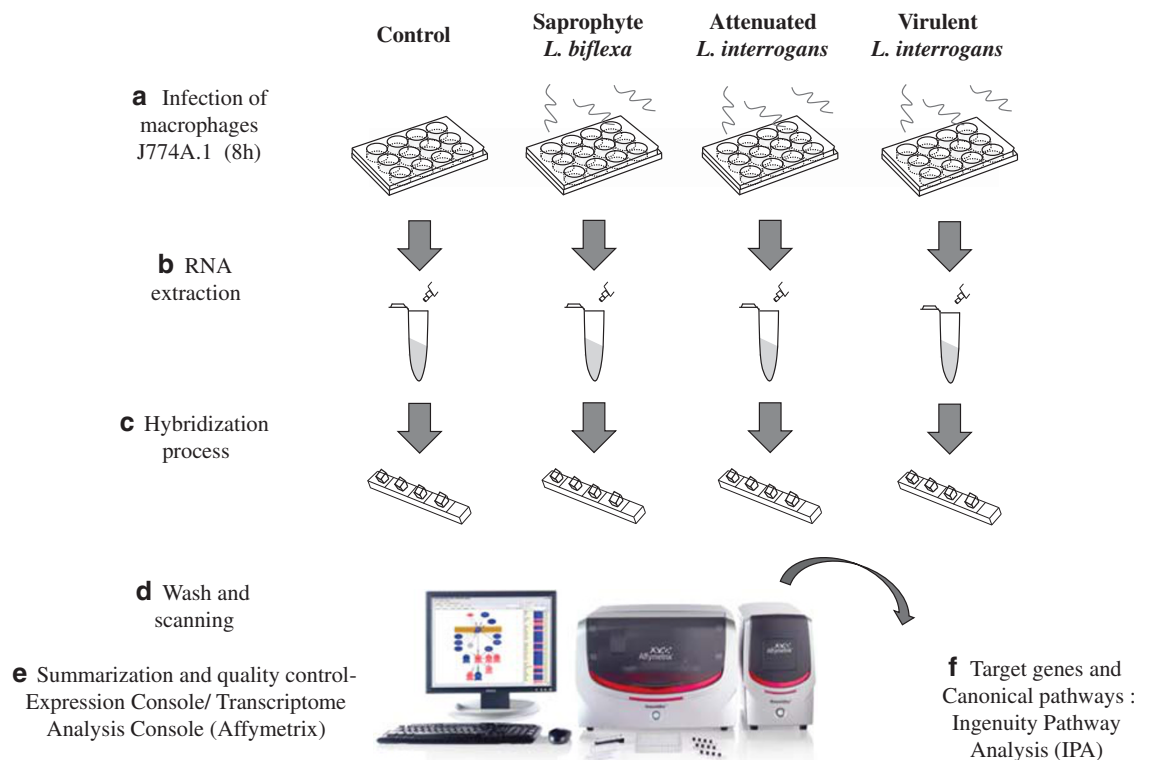 Control
Saprophyte
L. biflexa
Attenuated
L. interrogans
Virulent
L. interrogans
a Infection of
macrophages
J774A.1 (8h)
b RNA
extraction
c Hybridization
process
d Wash and
scanning
e Summarization and quality control-
Expression Console/ Transcriptome
Analysis Console (Affymetrix)
Affymetrix
Affymetrix
f Target genes and
Canonical pathways :
Ingenuity Pathway
Analysis (IPA)